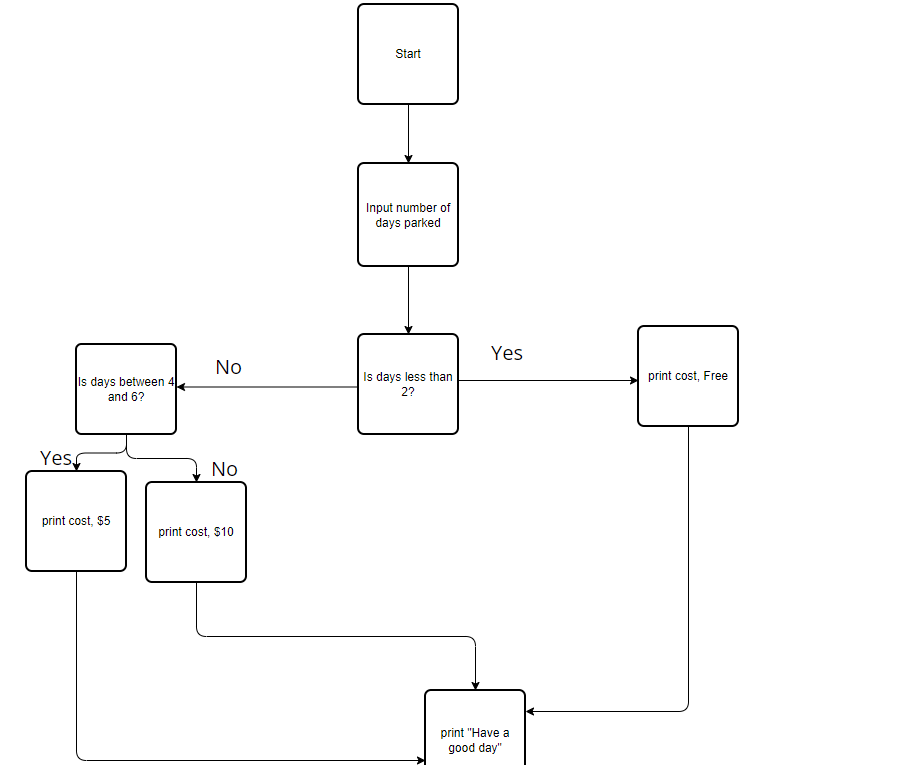 Start
Input number of
days parked
Is days less than
2?
Yes
print cost, Free
No
Is days between 4
and 6?
Yes
print cost, $5
No
print cost, $10
print "Have a
good day"